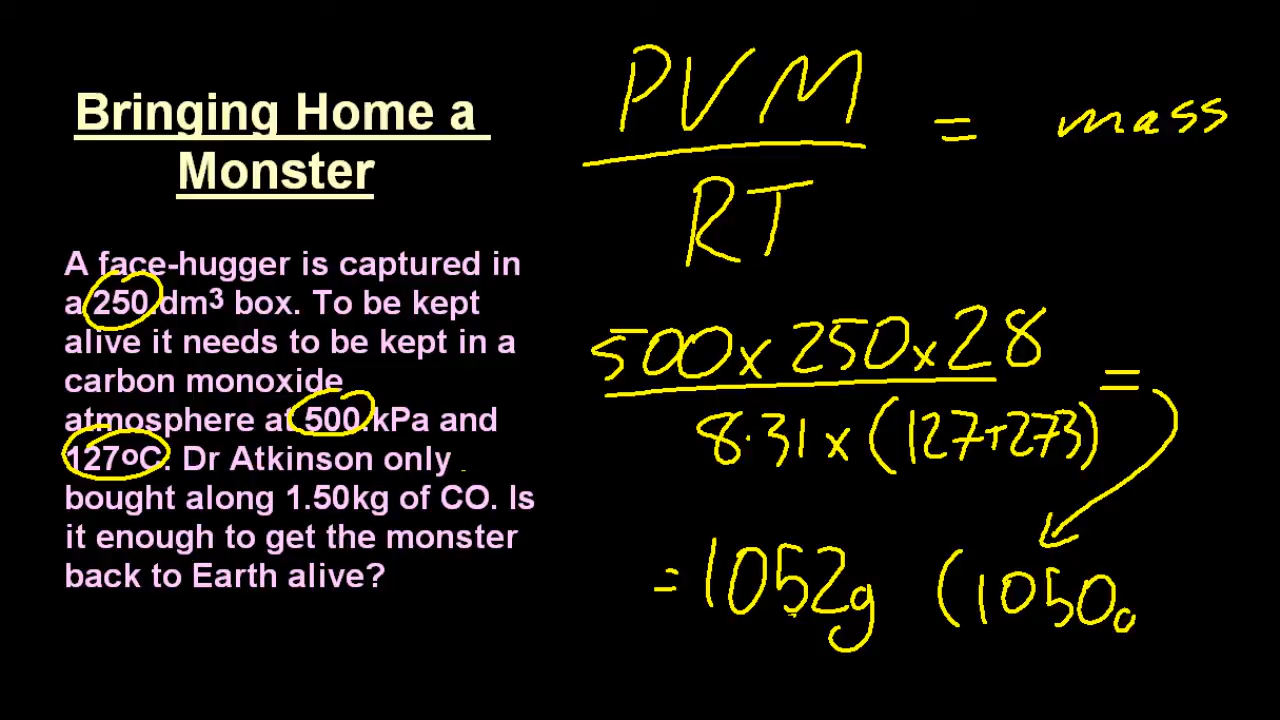 Bringing Home a
Monster
A face-hugger is captured in
a 250.dm³ box. To be kept
alive it needs to be kept in a
carbon monoxide
atmosphere at 500.kPa and
127ºC. Dr Atkinson only
bought along 1.50kg of CO. Is
it enough to get the monster
back to Earth alive?
PVM
= mass
RT
500 x 250 x 28
=
8.31 x (127+273)
= 1052g (1050g